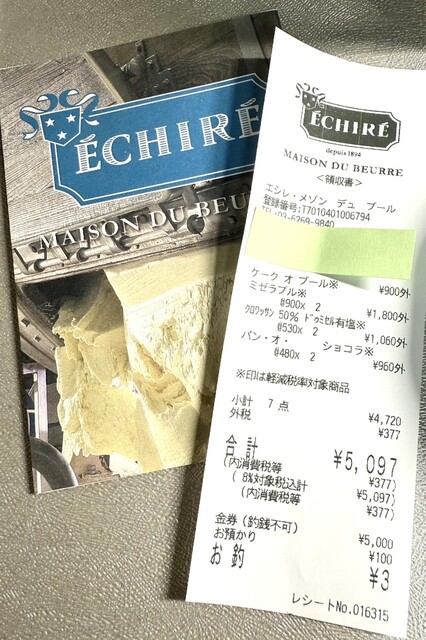 ÉCHIRÉ
MAISON DU BEU
ÉCHIRÉ
depuis1894
MAISON DU BEURRE
<領収書>
エシレ・メゾン デュ ブール
登録番号:T7010401006794
TEL:03-6269-9840
ケーク オ ブール※ ¥900外
ミゼラブル※
@900x 2 ¥1,800外
クロワッサン 50% ドゥミセル有塩※
@530x 2 ¥1,060外
パン・オ・ ショコラ※
@480x 2 ¥960外
※印は軽減税率対象商品
小計 7 点 ¥4,720
外税 ¥377
合計 ¥5,097
(内消費税等 ¥377)
( 8%対象税込計 ¥5,097)
(内消費税等 ¥377)
金券(釣銭不可) ¥5,000
お預かり ¥100
お釣 ¥3
レシートNo.016315